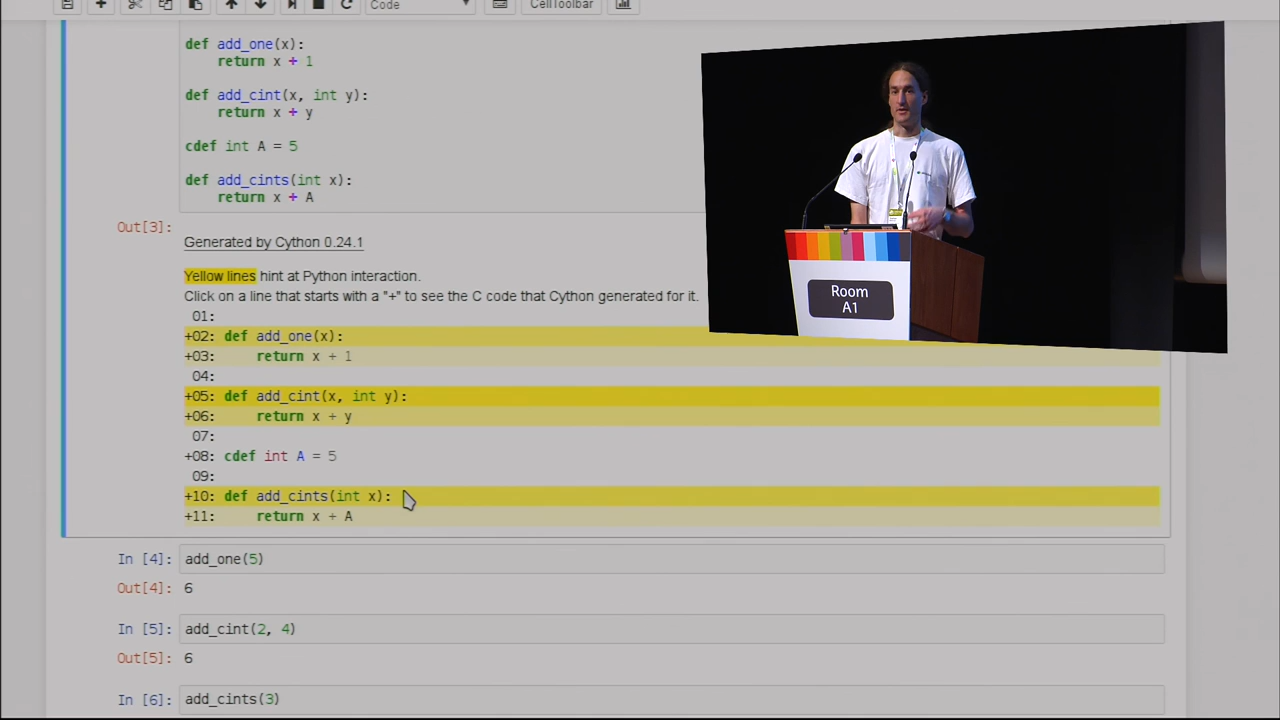 Code
CellToolbar
def add_one(x):
return x + 1
def add_cint(x, int y):
return x + y
cdef int A = 5
def add_cints(int x):
return x + A
Out[3]:
Generated by Cython 0.24.1
Yellow lines hint at Python interaction.
Click on a line that starts with a "+" to see the C code that Cython generated for it.
01:
+02: def add_one(x):
+03: return x + 1
04:
+05: def add_cint(x, int y):
+06: return x + y
07:
+08: cdef int A = 5
09:
+10: def add_cints(int x):
+11: return x + A
In [4]: add_one(5)
Out[4]: 6
In [5]: add_cint(2, 4)
Out[5]: 6
In [6]: add_cints(3)
Room
A1